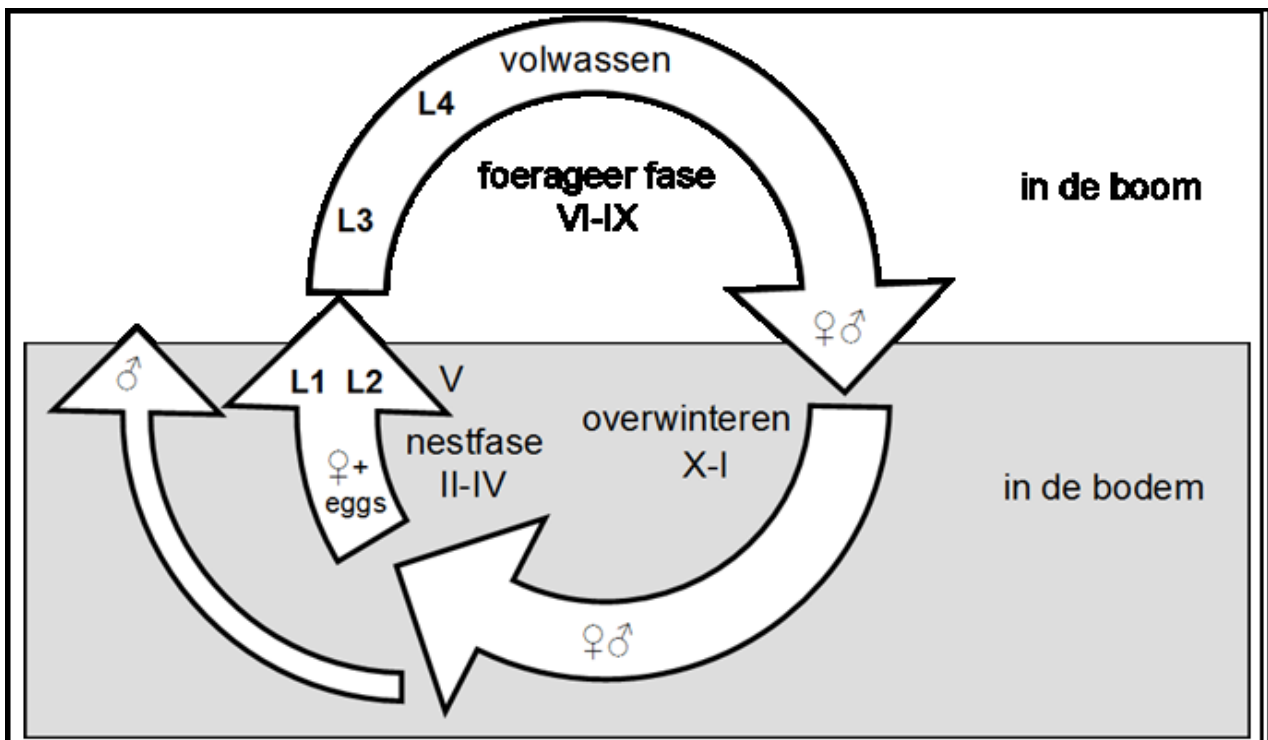 volwassen
L4
foerageer fase
VI-IX
in de boom
L3
♀♂
♂
L1 L2
V
nestfase
II-IV
♀+
eggs
overwinteren
X-I
in de bodem
♀♂